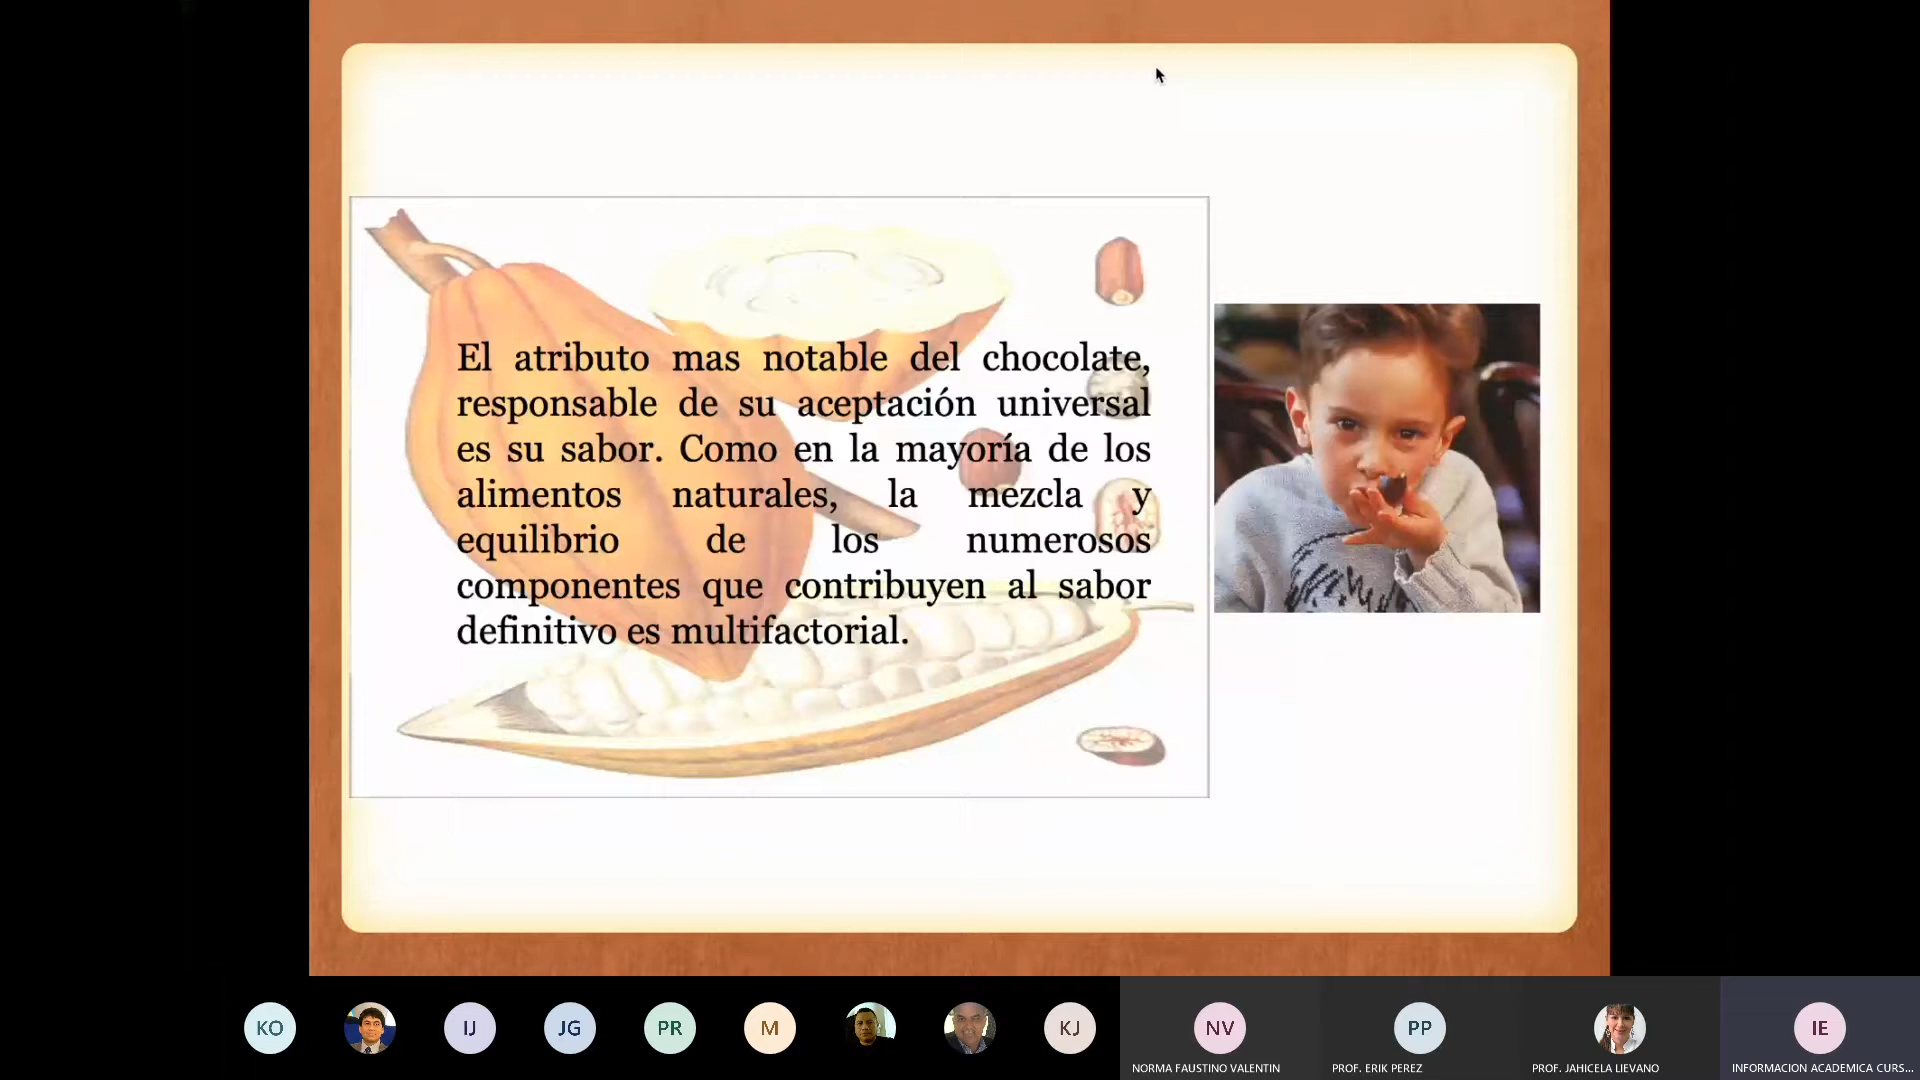 El atributo mas notable del chocolate,
responsable de su aceptación universal
es su sabor. Como en la mayoría de los
alimentos naturales, la mezcla y
equilibrio de los numerosos
componentes que contribuyen al sabor
definitivo es multifactorial.
KO IJ JG PR M KJ NV PP IE
NORMA FAUSTINO VALENTIN PROF. ERIK PEREZ PROF. JAHICELA LIEVANO INFORMACION ACADEMICA CURS...